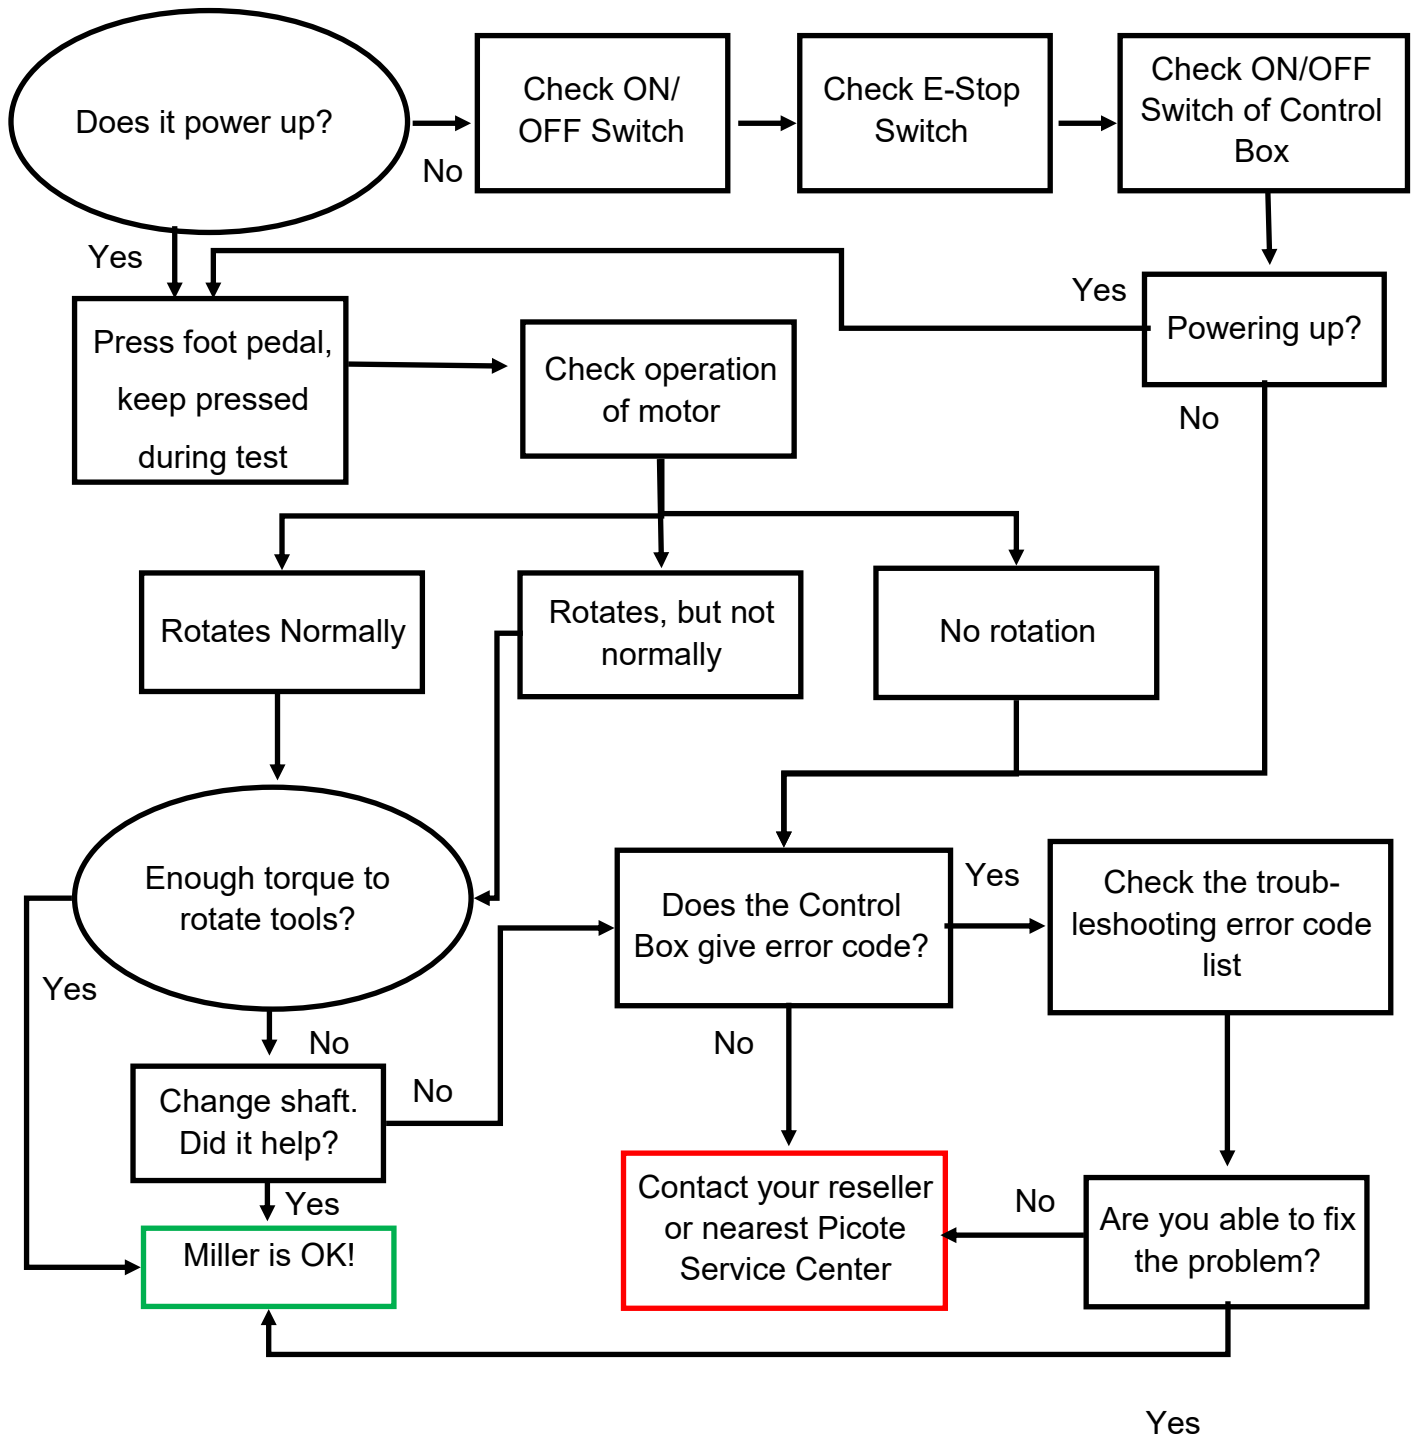 Does it power up?
No
Check ON/
OFF Switch
Check E-Stop
Switch
Check ON/OFF
Switch of Control
Box
Yes
Yes
Powering up?
No
Press foot pedal,
keep pressed
during test
Check operation
of motor
Rotates Normally
Rotates, but not
normally
No rotation
Enough torque to
rotate tools?
Yes
No
Does the Control
Box give error code?
Yes
Check the troub-
leshooting error code
list
No
Change shaft.
Did it help?
No
Yes
Miller is OK!
Contact your reseller
or nearest Picote
Service Center
No
Are you able to fix
the problem?
Yes